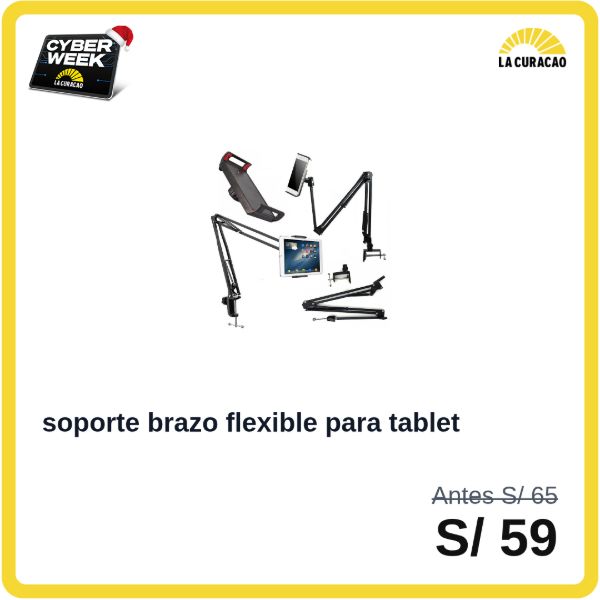 CYBER
WEEK
LA CURACAO
LA CURACAO
soporte brazo flexible para tablet
Antes S/ 65
S/ 59